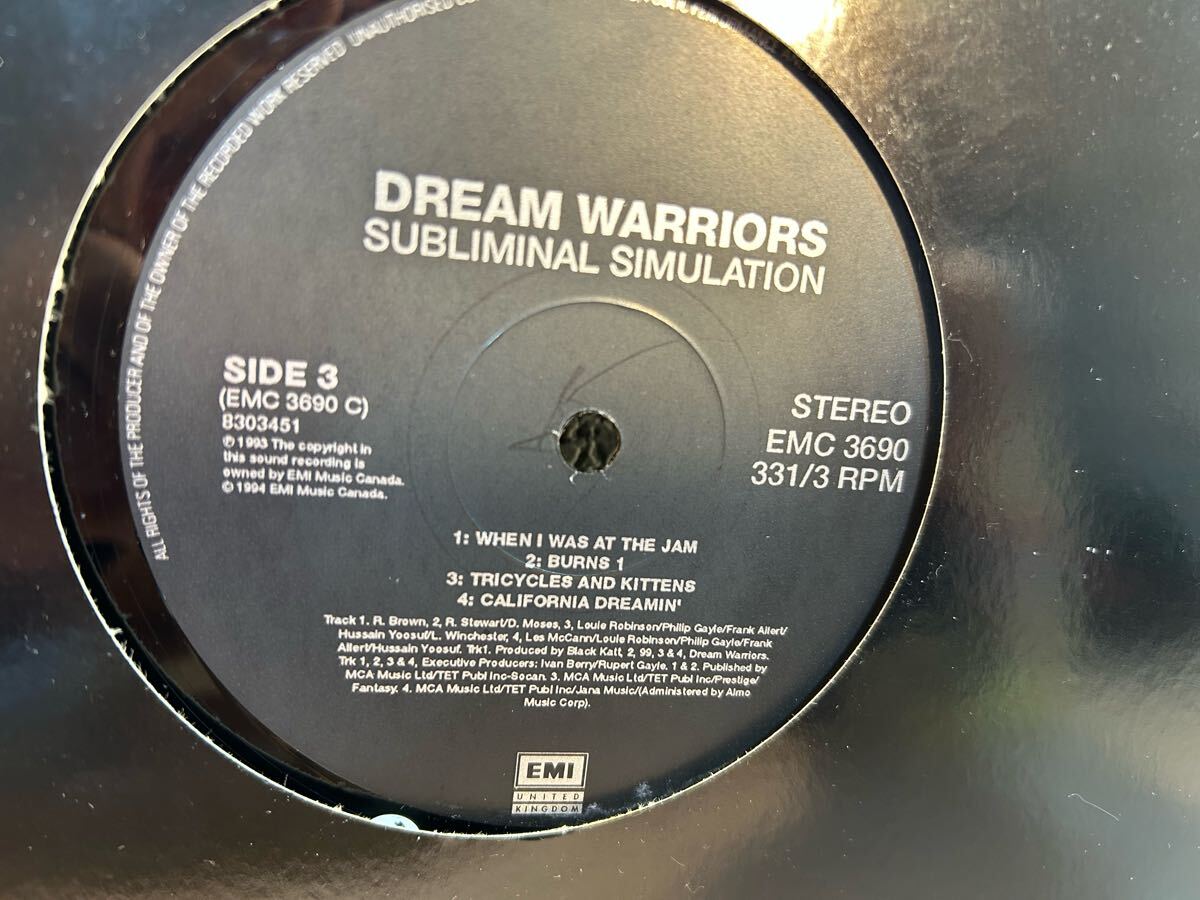 ALL RIGHTS OF THE PRODUCER AND OF THE OWNER OF THE RECORDED WORK RESERVED UNAUTHORISED
DREAM WARRIORS
SUBLIMINAL SIMULATION
SIDE 3
(EMC 3690 C)
8303451
℗ 1993 The copyright in
this sound recording is
owned by EMI Music Canada.
© 1994 EMI Music Canada.
STEREO
EMC 3690
331/3 RPM
1: WHEN I WAS AT THE JAM
2: BURNS 1
3: TRICYCLES AND KITTENS
4: CALIFORNIA DREAMIN'
Track 1. R. Brown, 2, R. Stewart/D. Moses, 3, Louie Robinson/Philip Gayle/Frank Allert/
Hussain Yoosuf/L. Winchester, 4, Les McCann/Louie Robinson/Philip Gayle/Frank
Allert/Hussain Yoosuf. Trk1. Produced by Black Katt, 2, 99, 3 & 4, Dream Warriors.
Trk 1, 2, 3 & 4, Executive Producers: Ivan Berry/Rupert Gayle. 1 & 2. Published by
MCA Music Ltd/TET Publ Inc-Socan. 3. MCA Music Ltd/TET Publ Inc/Prestige/
Fantasy. 4. MCA Music Ltd/TET Publ Inc/Jana Music/(Administered by Almo
Music Corp).
EMI
UNITED
KINGDOM